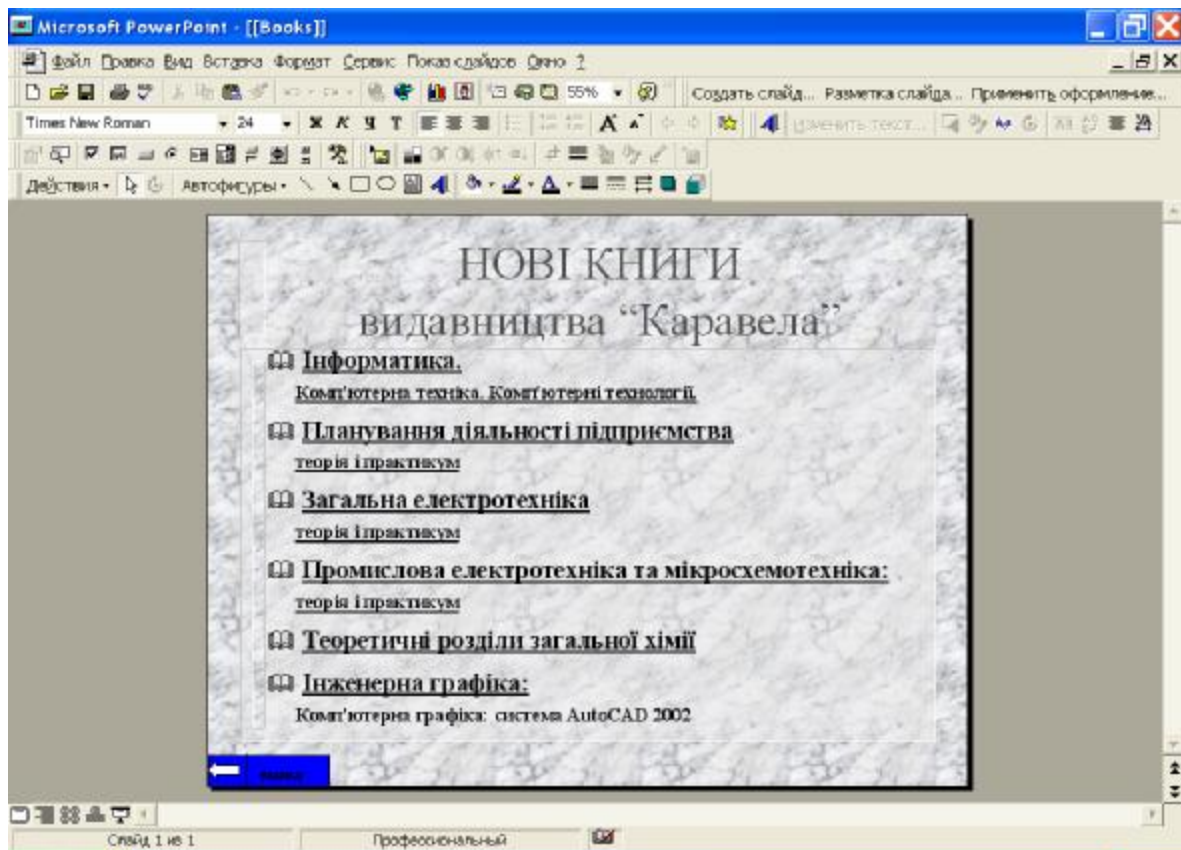 Microsoft PowerPoint - [[Books]]
Файл Правка Вид Вставка Формат Сервис Показ слайдов Окно ?
55% Создать слайд... Разметка слайда... Применить оформление...
Times New Roman 24 Ж К Ч Т А А Изменить текст...
Действия Автофигуры
НОВІ КНИГИ
видавництва “Каравела”
Інформатика.
Комп'ютерна техніка. Комп'ютерні технології.
Планування діяльності підприємства
теорія і практикум
Загальна електротехніка
теорія і практикум
Промислова електротехніка та мікросхемотехніка:
теорія і практикум
Теоретичні розділи загальної хімії
Інженерна графіка:
Комп'ютерна графіка: система AutoCAD 2002
Слайд 1 из 1 Профессиональный